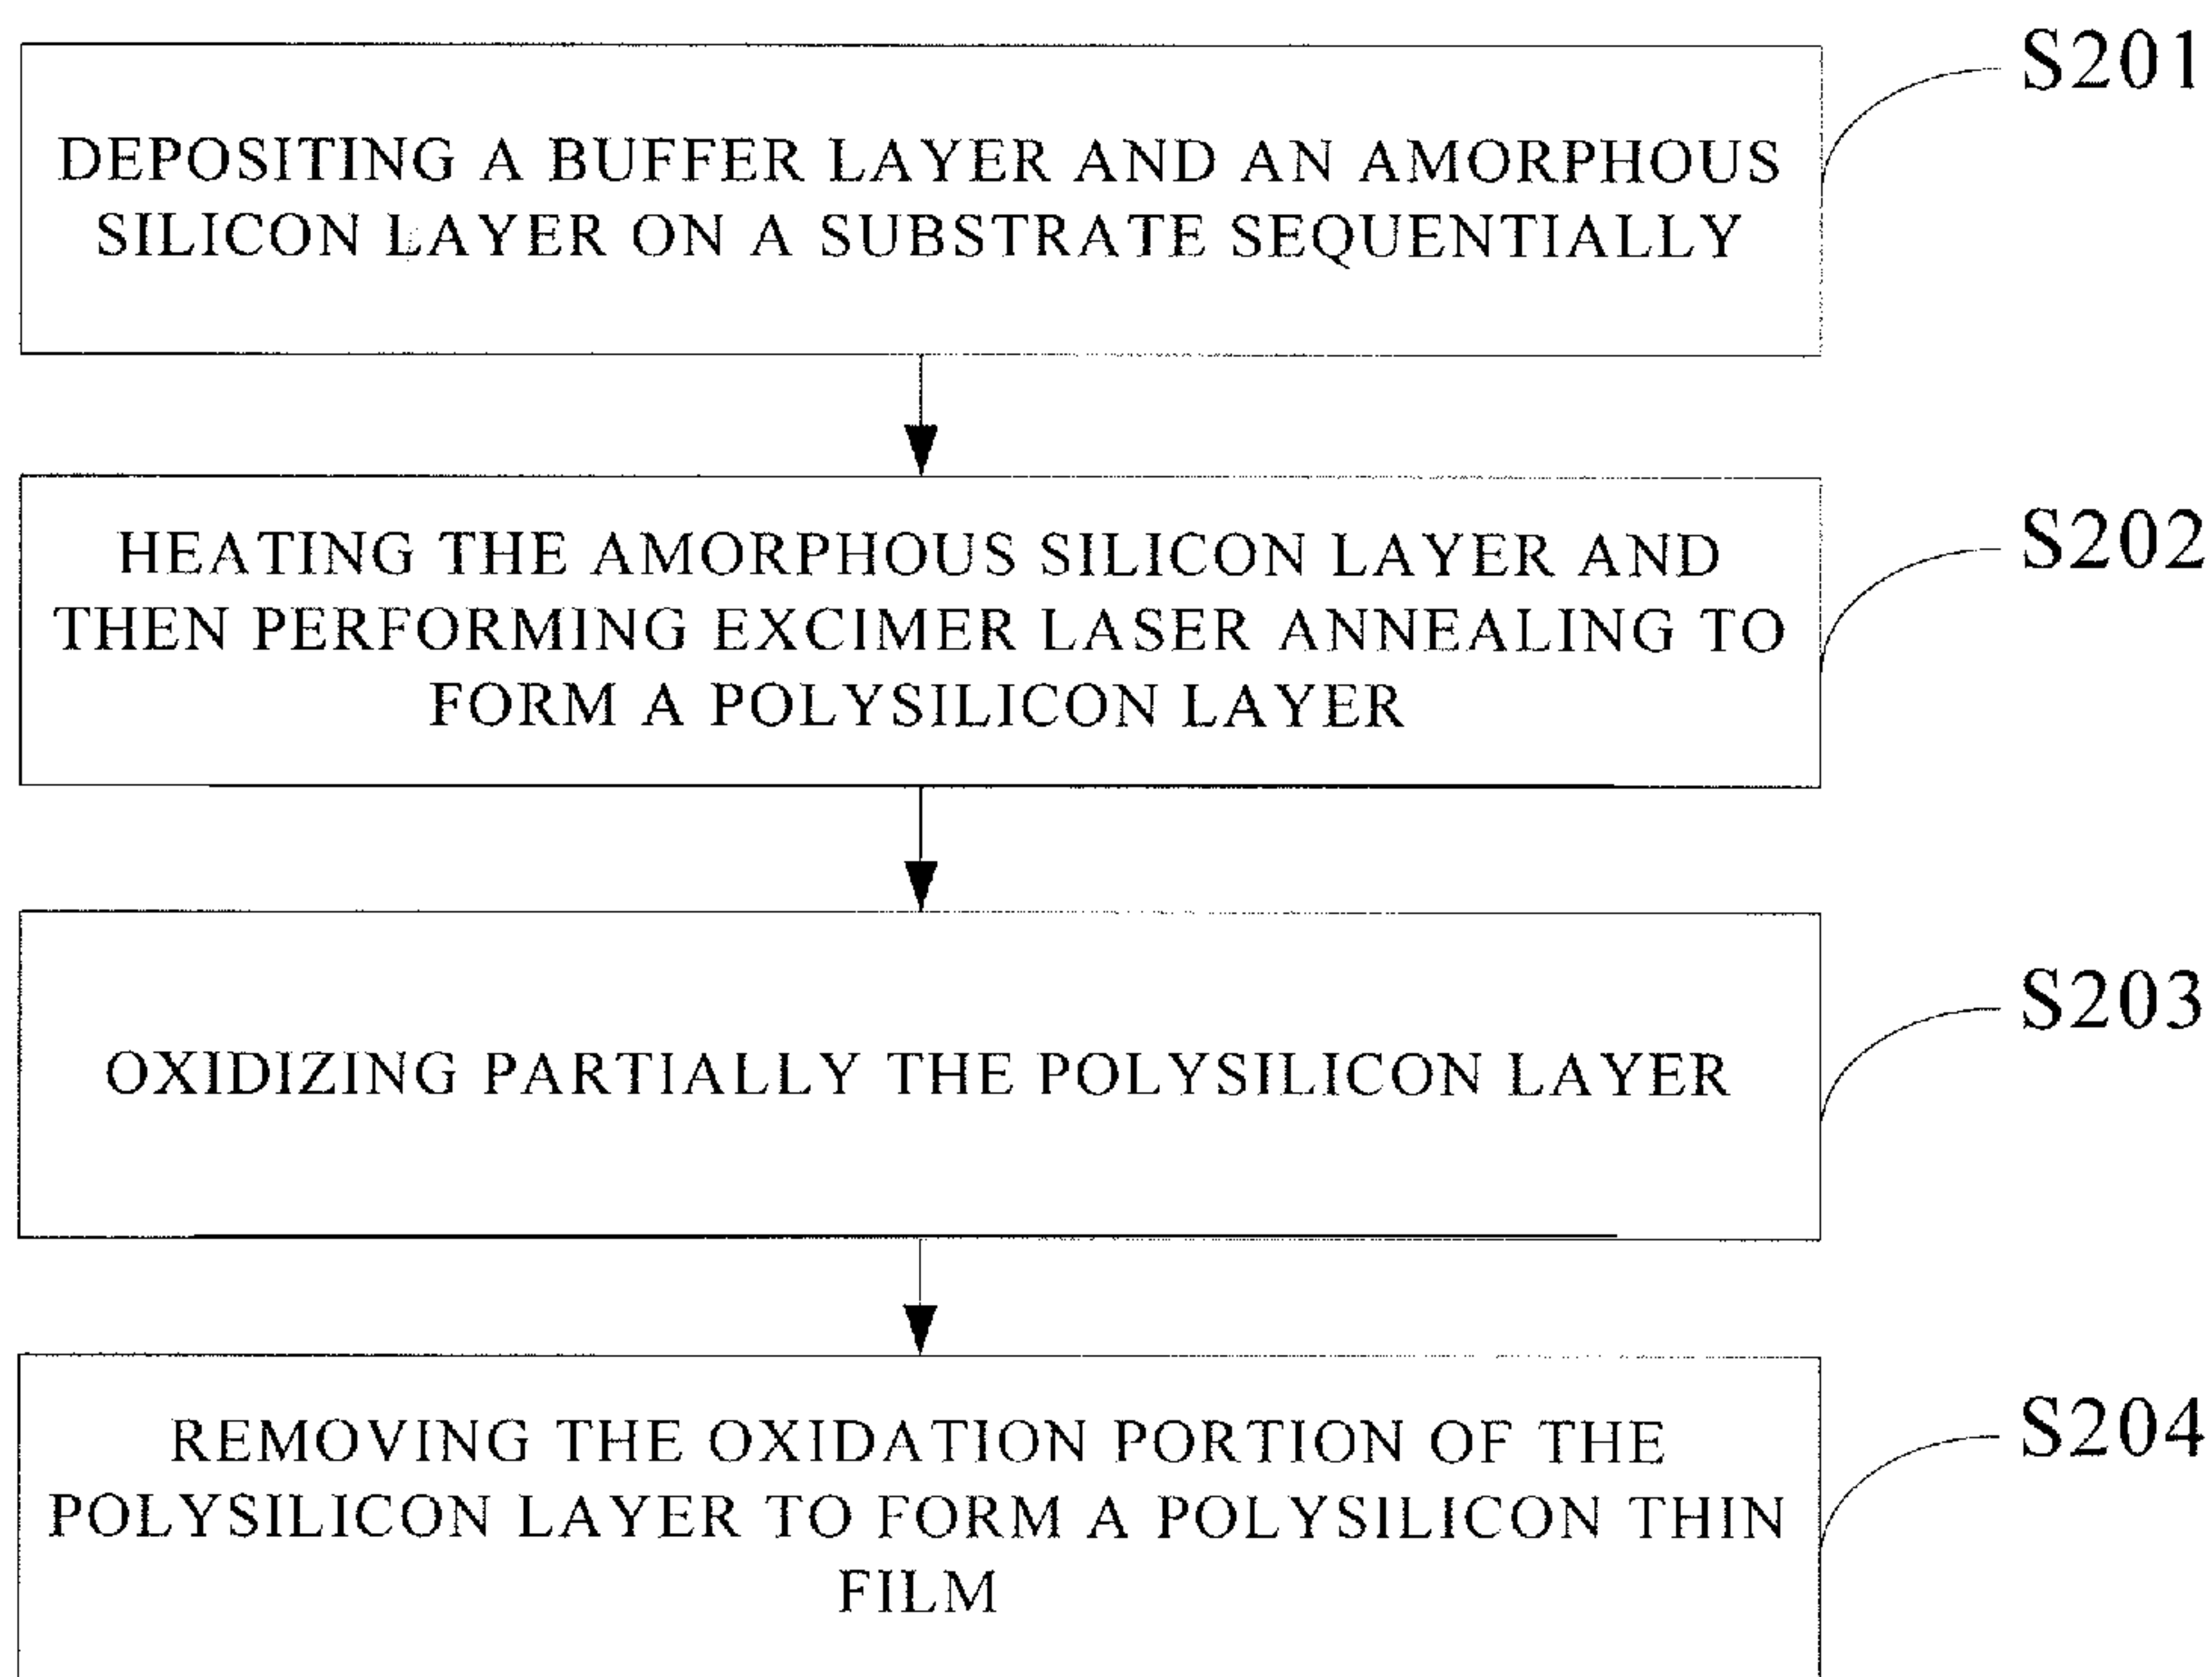 S201
DEPOSITING A BUFFER LAYER AND AN AMORPHOUS
SILICON LAYER ON A SUBSTRATE SEQUENTIALLY
S202
HEATING THE AMORPHOUS SILICON LAYER AND
THEN PERFORMING EXCIMER LASER ANNEALING TO
FORM A POLYSILICON LAYER
S203
OXIDIZING PARTIALLY THE POLYSILICON LAYER
S204
REMOVING THE OXIDATION PORTION OF THE
POLYSILICON LAYER TO FORM A POLYSILICON THIN
FILM